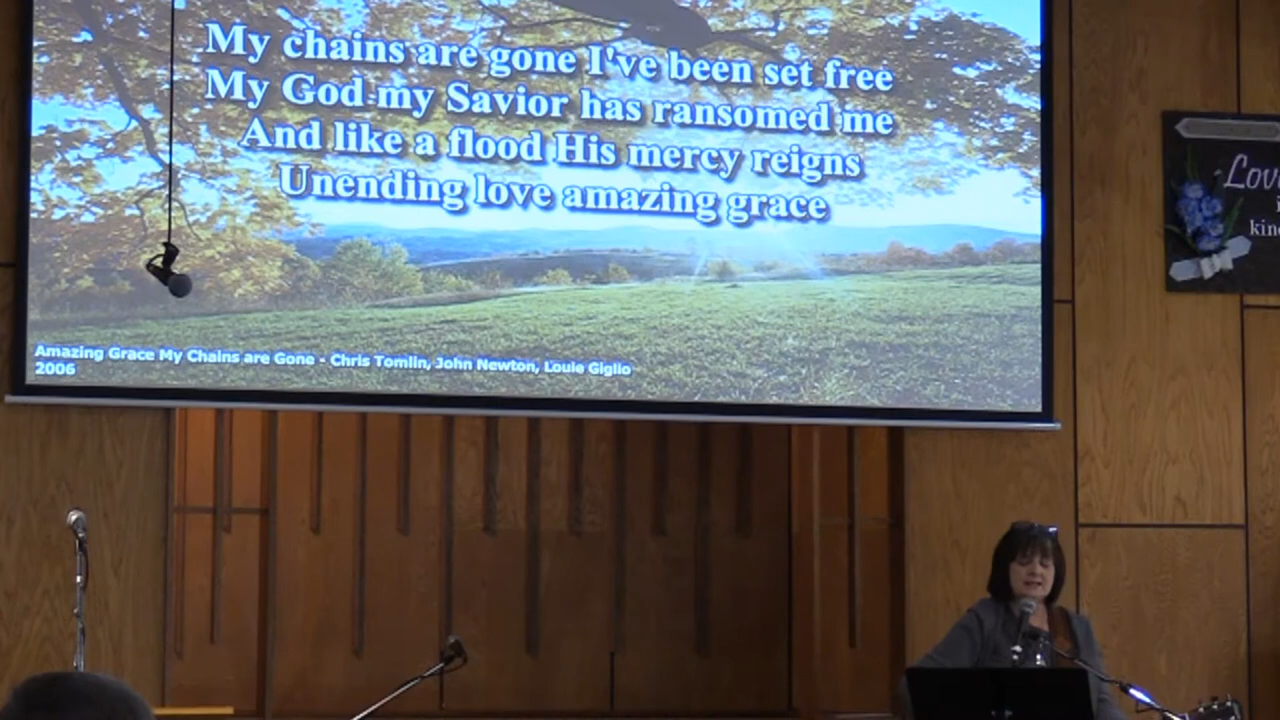 My chains are gone I've been set free
My God my Savior has ransomed me
And like a flood His mercy reigns
Unending love amazing grace
Amazing Grace My Chains are Gone - Chris Tomlin, John Newton, Louie Giglio
2006